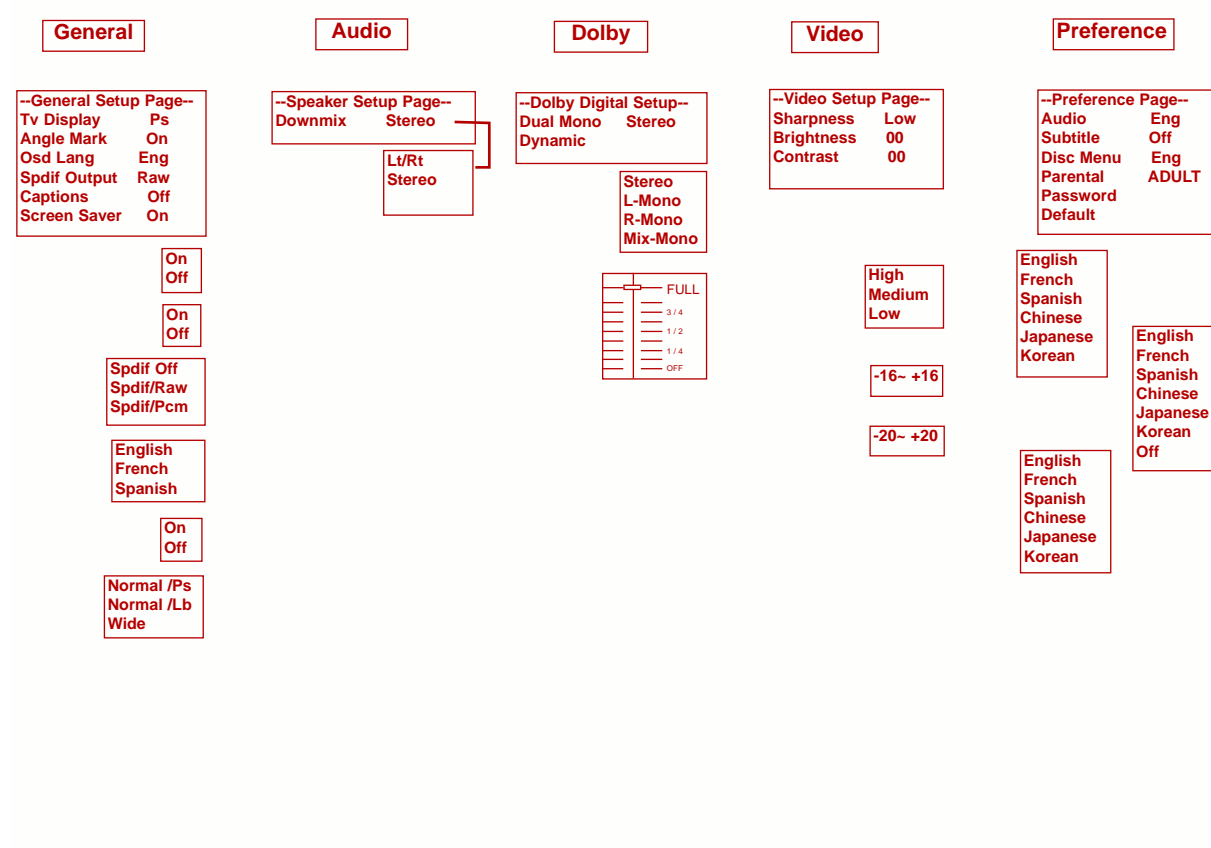 General
Audio
Dolby
Video
Preference
--General Setup Page--
Tv Display Ps
Angle Mark On
Osd Lang Eng
Spdif Output Raw
Captions Off
Screen Saver On
On
Off
On
Off
Spdif Off
Spdif/Raw
Spdif/Pcm
English
French
Spanish
On
Off
Normal /Ps
Normal /Lb
Wide
--Speaker Setup Page--
Downmix Stereo
Lt/Rt
Stereo
--Dolby Digital Setup--
Dual Mono Stereo
Dynamic
Stereo
L-Mono
R-Mono
Mix-Mono
FULL
3 / 4
1 / 2
1 / 4
OFF
--Video Setup Page--
Sharpness Low
Brightness 00
Contrast 00
High
Medium
Low
-16~ +16
-20~ +20
--Preference Page--
Audio Eng
Subtitle Off
Disc Menu Eng
Parental ADULT
Password
Default
English
French
Spanish
Chinese
Japanese
Korean
English
French
Spanish
Chinese
Japanese
Korean
Off
English
French
Spanish
Chinese
Japanese
Korean